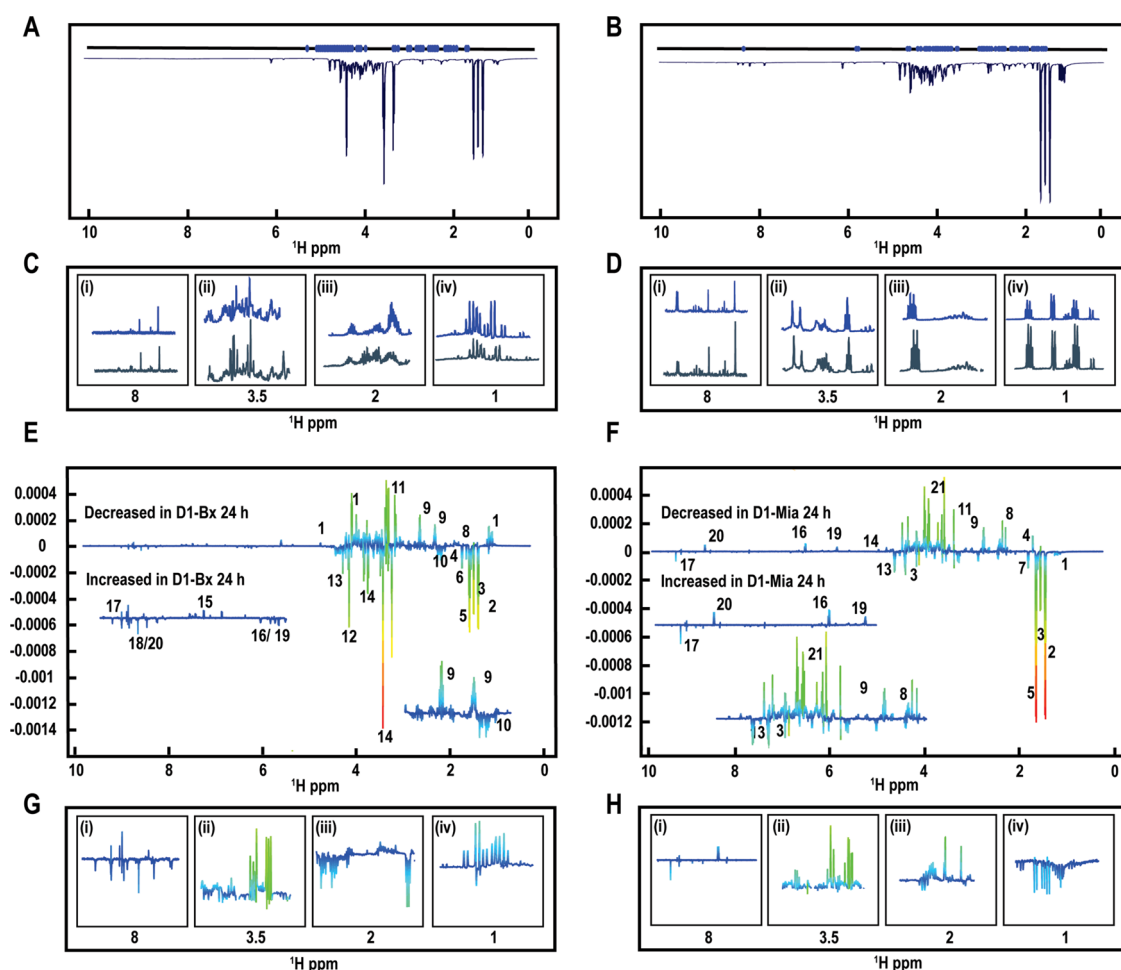 A
B
10 8 6 4 2 0
¹H ppm
10 8 6 4 2 0
¹H ppm
C
D
(i) (ii) (iii) (iv)
8 3.5 2 1
¹H ppm
(i) (ii) (iii) (iv)
8 3.5 2 1
¹H ppm
E
F
0.0004
0.0002
0
-0.0002
-0.0004
-0.0006
-0.0008
-0.001
-0.0012
-0.0014
Decreased in D1-Bx 24 h
Increased in D1-Bx 24 h
1 1 11 9 9 8 1
13 14 10 4 6 3
17 15 12 5 2
18/20 16/ 19
9 9
14 10
10 8 6 4 2 0
¹H ppm
0.0004
0.0002
0
-0.0002
-0.0004
-0.0006
-0.0008
-0.001
-0.0012
Decreased in D1-Mia 24 h
Increased in D1-Mia 24 h
20 16 19 14 21 11 9 8 4
13 3 7 1
20 16 19
17 3 2
21 9 8 5
13 3
10 8 6 4 2 0
¹H ppm
G
H
(i) (ii) (iii) (iv)
8 3.5 2 1
¹H ppm
(i) (ii) (iii) (iv)
8 3.5 2 1
¹H ppm